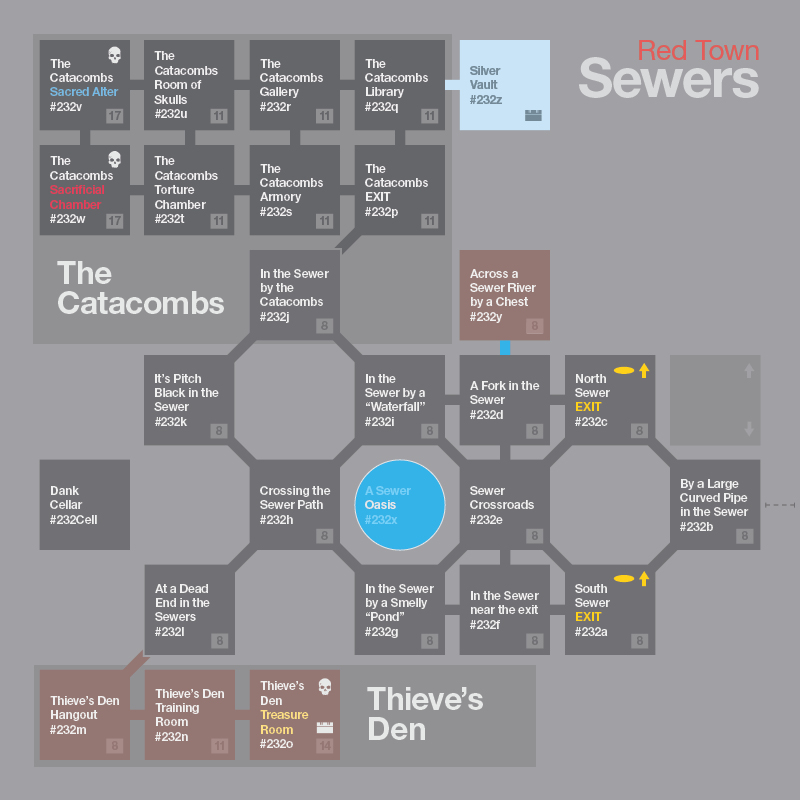 Red Town
Sewers
The
Catacombs
Sacred Alter
#232v
17
The
Catacombs
Room of
Skulls
#232u
11
The
Catacombs
Gallery
#232r
11
The
Catacombs
Library
#232q
11
Silver
Vault
#232z
The
Catacombs
Sacrificial
Chamber
#232w
17
The
Catacombs
Torture
Chamber
#232t
11
The
Catacombs
Armory
#232s
11
The
Catacombs
EXIT
#232p
11
The
Catacombs
In the Sewer
by the
Catacombs
#232j
8
Across a
Sewer River
by a Chest
#232y
8
It's Pitch
Black in the
Sewer
#232k
8
In the
Sewer by a
“Waterfall”
#232i
8
A Fork in the
Sewer
#232d
8
North
Sewer
EXIT
#232c
8
Dank
Cellar
#232Cell
Crossing the
Sewer Path
#232h
8
A Sewer
Oasis
#232x
Sewer
Crossroads
#232e
8
By a Large
Curved Pipe
in the Sewer
#232b
8
At a Dead
End in the
Sewers
#232l
8
In the Sewer
by a Smelly
“Pond”
#232g
8
In the Sewer
near the exit
#232f
8
South
Sewer
EXIT
#232a
8
Thieve's Den
Hangout
#232m
8
Thieve's Den
Training
Room
#232n
11
Thieve's
Den
Treasure
Room
#232o
14
Thieve's
Den